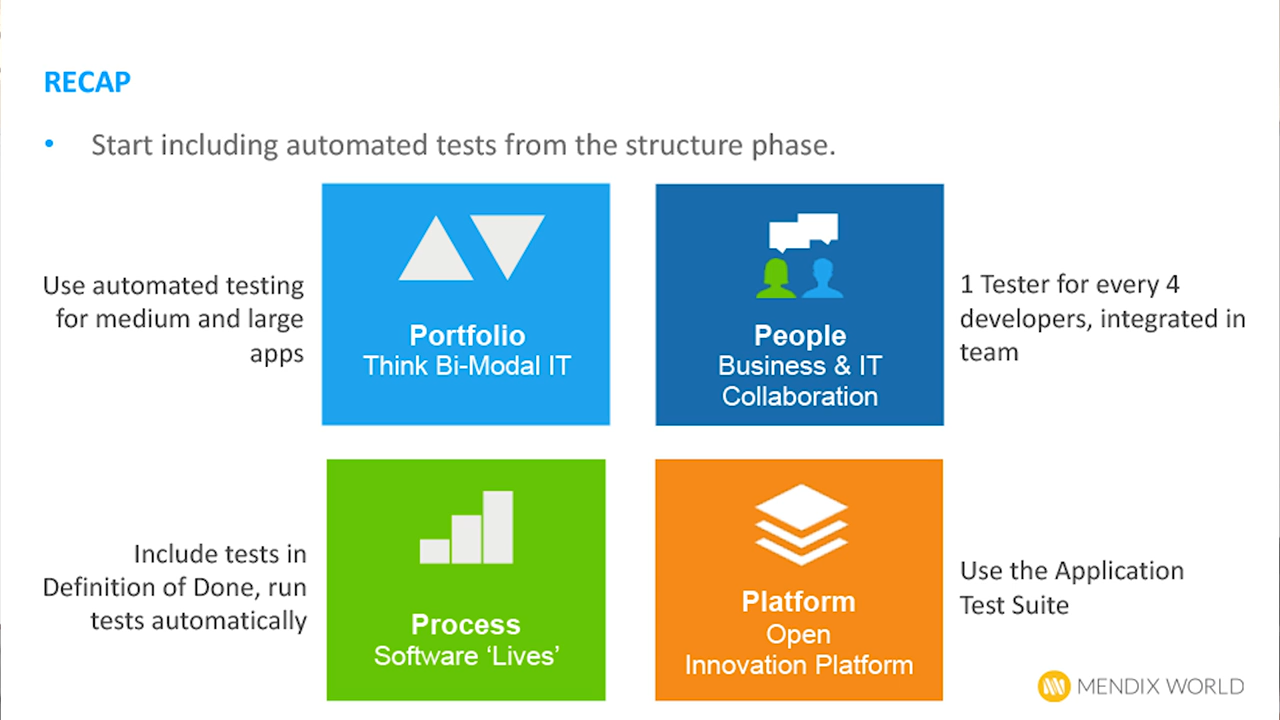 RECAP
• Start including automated tests from the structure phase.
Use automated testing
for medium and large
apps
Portfolio
Think Bi-Modal IT
People
Business & IT
Collaboration
1 Tester for every 4
developers, integrated in
team
Include tests in
Definition of Done, run
tests automatically
Process
Software ‘Lives’
Platform
Open
Innovation Platform
Use the Application
Test Suite
MENDIX WORLD